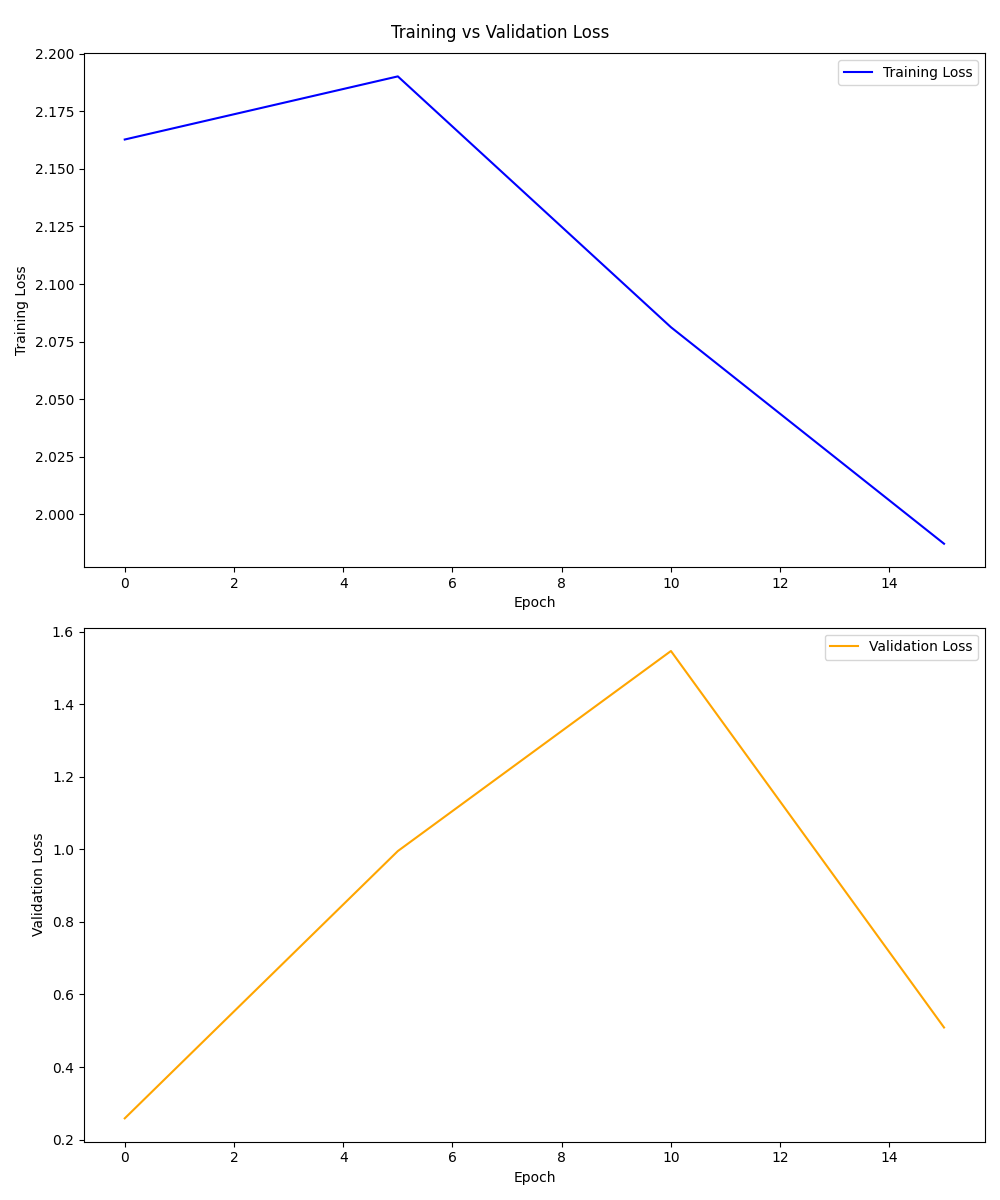 Training vs Validation Loss
Training Loss
2.200
2.175
2.150
2.125
2.100
2.075
2.050
2.025
2.000
Training Loss
0 2 4 6 8 10 12 14
Epoch
Validation Loss
1.6
1.4
1.2
1.0
0.8
0.6
0.4
0.2
Validation Loss
0 2 4 6 8 10 12 14
Epoch